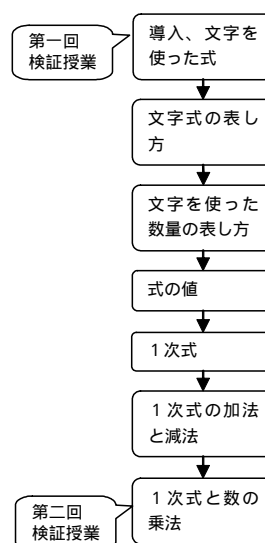 第一回
検証授業
導入、文字を
使った式
文字式の表し
方
文字を使った
数量の表し方
式の値
１次式
１次式の加法
と減法
第二回
検証授業
１次式と数の
乗法